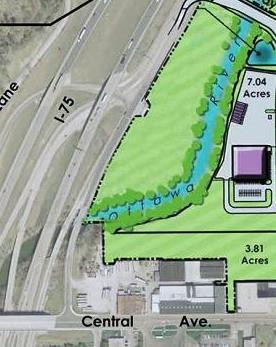 7.04
Acres
I-75
ane
Ottawa River
3.81
Acres
Central Ave.